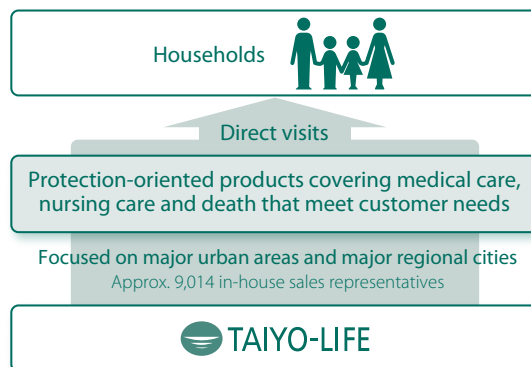 Households
Direct visits
Protection-oriented products covering medical care,
nursing care and death that meet customer needs
Focused on major urban areas and major regional cities
Approx. 9,014 in-house sales representatives
TAIYO-LIFE